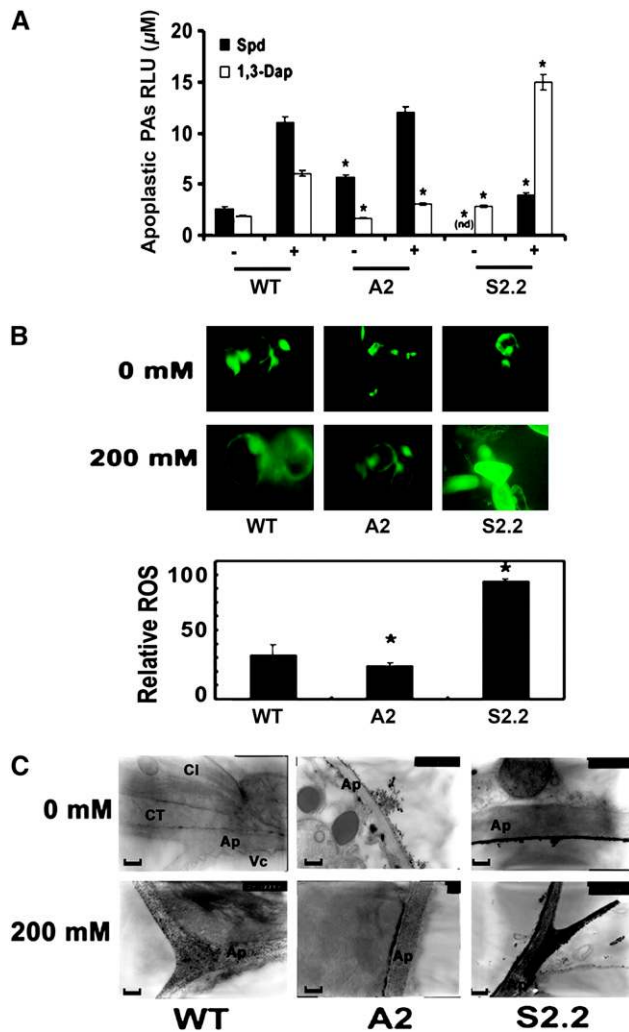 A
Apoplastic PAs RLU (µM)
20
15
10
5
0
Spd
1,3-Dap
* * * * * * * *
(nd)
- + - + - +
WT A2 S2.2
B
0 mM
200 mM
WT A2 S2.2
Relative ROS
100
50
0
* *
WT A2 S2.2
C
0 mM
Cl
CT
Ap
Vc
Ap
Ap
200 mM
Ap
Ap
WT A2 S2.2